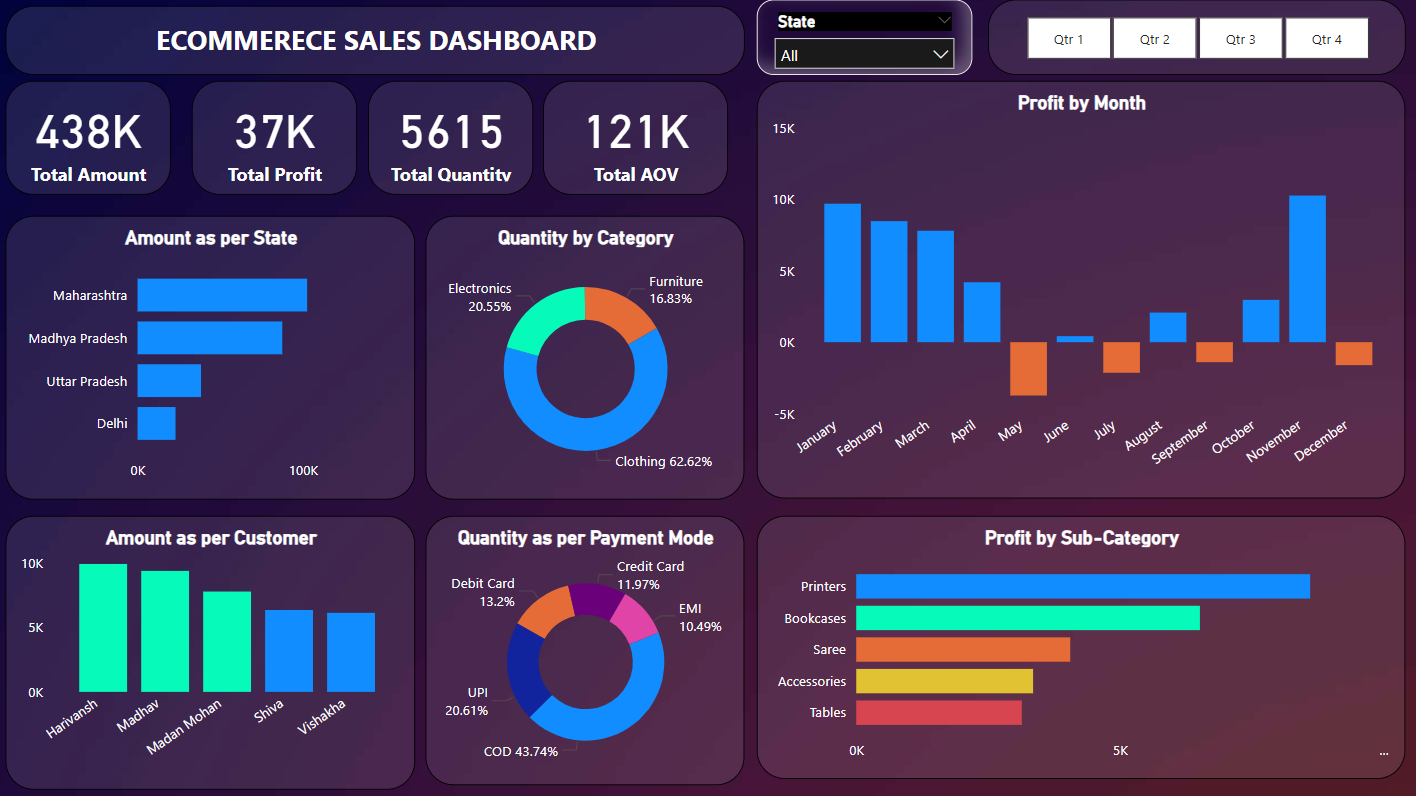 ECOMMERECE SALES DASHBOARD
State
All
Qtr 1
Qtr 2
Qtr 3
Qtr 4
438K
Total Amount
37K
Total Profit
5615
Total Quantity
121K
Total AOV
Profit by Month
15K
10K
5K
0K
-5K
January
February
March
April
May
June
July
August
September
October
November
December
Amount as per State
Maharashtra
Madhya Pradesh
Uttar Pradesh
Delhi
0K
100K
Quantity by Category
Electronics
20.55%
Furniture
16.83%
Clothing 62.62%
Amount as per Customer
10K
5K
0K
Harivansh
Madhav
Madan Mohan
Shiva
Vishakha
Quantity as per Payment Mode
Credit Card
11.97%
Debit Card
13.2%
EMI
10.49%
UPI
20.61%
COD 43.74%
Profit by Sub-Category
Printers
Bookcases
Saree
Accessories
Tables
0K
5K
...